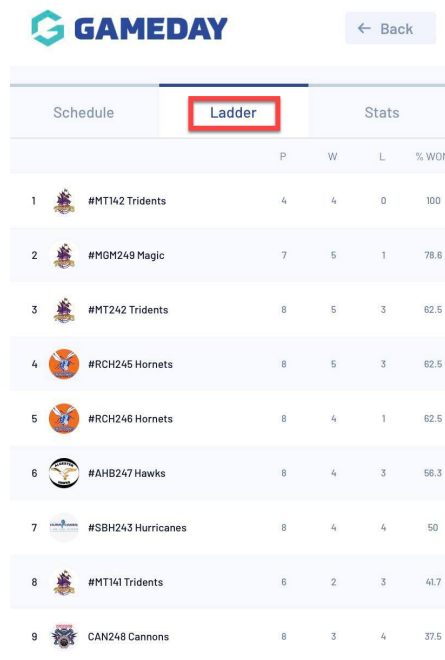 GAMEDAY
← Back
Schedule Ladder Stats
P W L % WON
1 #MT142 Tridents 4 4 0 100
2 #MGM249 Magic 7 5 1 78.6
3 #MT242 Tridents 8 5 3 62.5
4 #RCH245 Hornets 8 5 3 62.5
5 #RCH246 Hornets 8 4 1 62.5
6 #AHB247 Hawks 8 4 3 56.3
7 #SBH243 Hurricanes 8 4 4 50
8 #MT141 Tridents 6 2 3 41.7
9 CAN248 Cannons 8 3 4 37.5